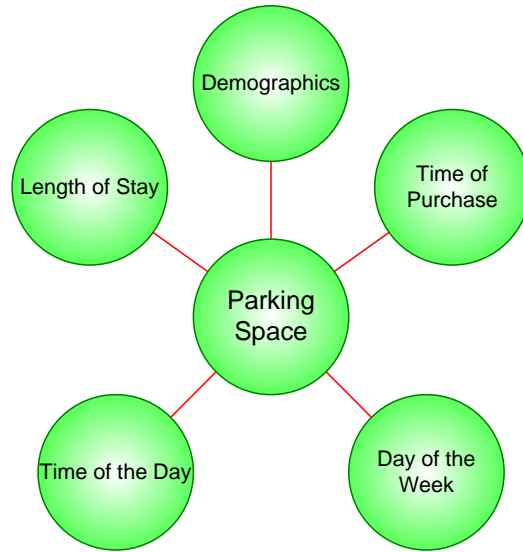 Demographics
Length of Stay
Time of
Purchase
Parking
Space
Time of the Day
Day of the
Week